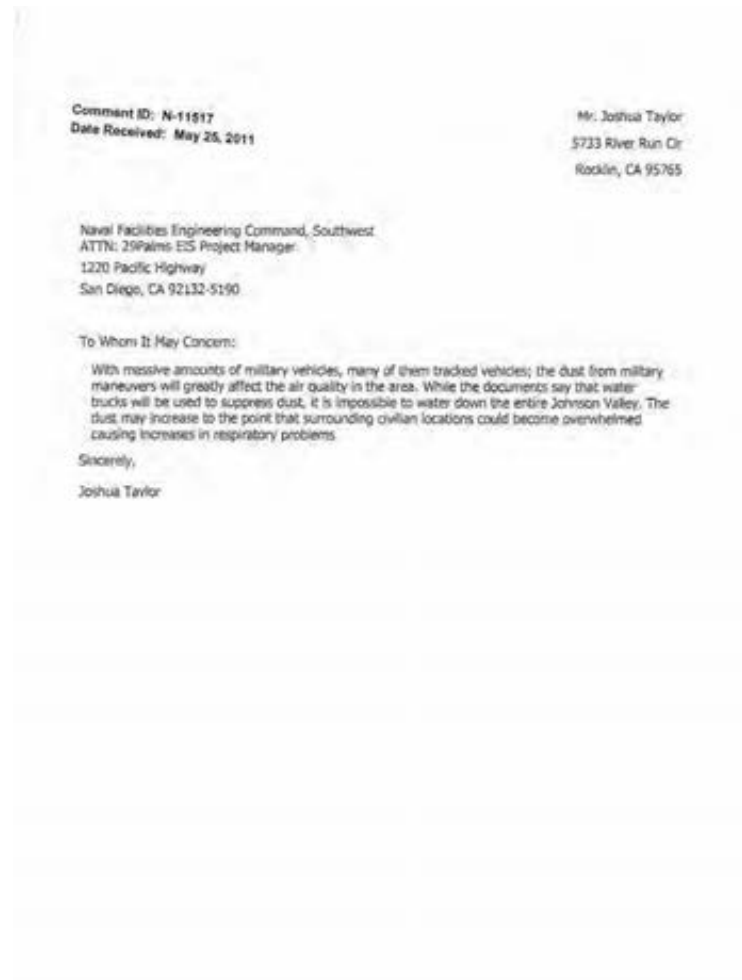 Comment ID: N-11517
Date Received: May 25, 2011
Mr. Joshua Taylor
5733 River Run Cir
Rocklin, CA 95765
Naval Facilities Engineering Command, Southwest
ATTN: 29Palms EIS Project Manager
1220 Pacific Highway
San Diego, CA 92132-5190
To Whom It May Concern:
With massive amounts of military vehicles, many of them tracked vehicles; the dust from military
maneuvers will greatly affect the air quality in the area. While the documents say that water
trucks will be used to suppress dust, it is impossible to water down the entire Johnson Valley. The
dust may increase to the point that surrounding civilian locations could become overwhelmed
causing increases in respiratory problems
Sincerely,
Joshua Taylor